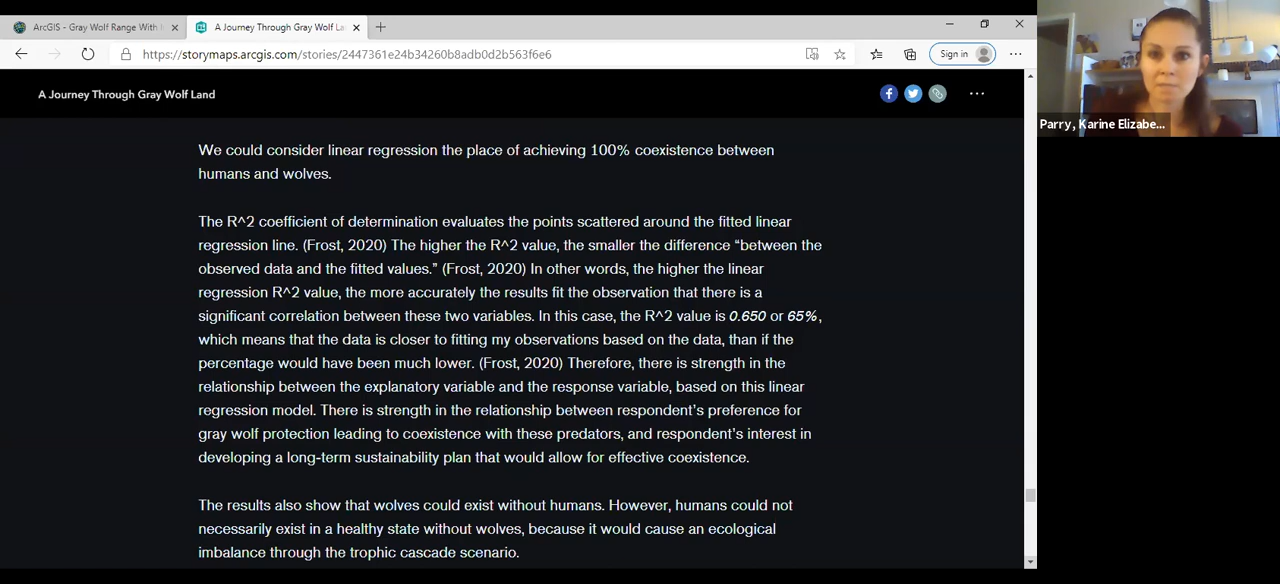 ArcGIS - Gray Wolf Range With
A Journey Through Gray Wolf La
https://storymaps.arcgis.com/stories/2447361e24b34260b8adb0d2b563f6e6
Sign in
A Journey Through Gray Wolf Land
Parry, Karine Elizabe...
We could consider linear regression the place of achieving 100% coexistence between
humans and wolves.
The R^2 coefficient of determination evaluates the points scattered around the fitted linear
regression line. (Frost, 2020) The higher the R^2 value, the smaller the difference “between the
observed data and the fitted values.” (Frost, 2020) In other words, the higher the linear
regression R^2 value, the more accurately the results fit the observation that there is a
significant correlation between these two variables. In this case, the R^2 value is 0.650 or 65%,
which means that the data is closer to fitting my observations based on the data, than if the
percentage would have been much lower. (Frost, 2020) Therefore, there is strength in the
relationship between the explanatory variable and the response variable, based on this linear
regression model. There is strength in the relationship between respondent’s preference for
gray wolf protection leading to coexistence with these predators, and respondent’s interest in
developing a long-term sustainability plan that would allow for effective coexistence.
The results also show that wolves could exist without humans. However, humans could not
necessarily exist in a healthy state without wolves, because it would cause an ecological
imbalance through the trophic cascade scenario.